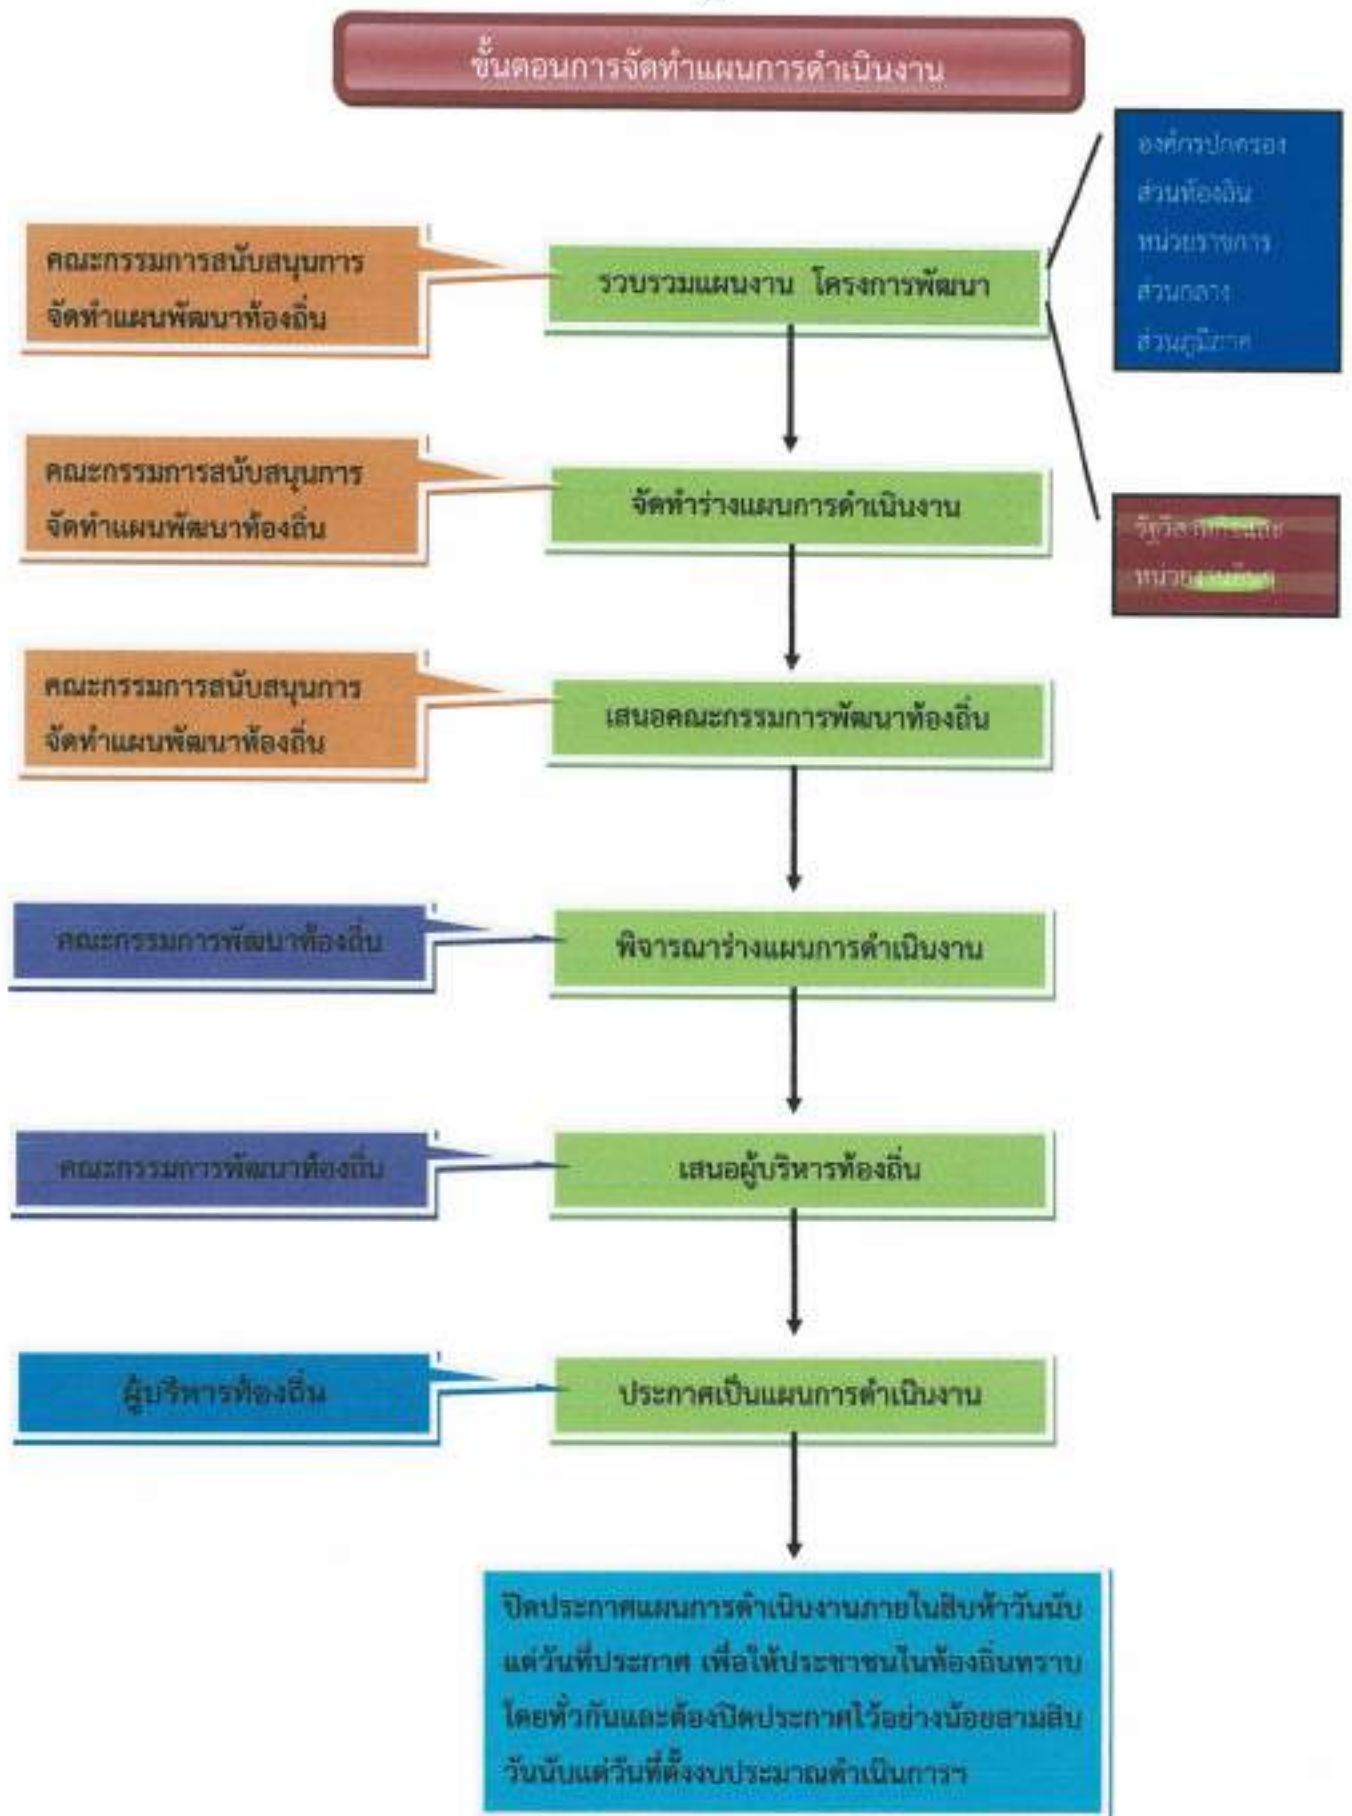 ขั้นตอนการจัดทำแผนการดำเนินงาน
องค์กรปกครอง
ส่วนท้องถิ่น
หน่วยราชการ
ส่วนกลาง
ส่วนภูมิภาค
คณะกรรมการสนับสนุนการ
จัดทำแผนพัฒนาท้องถิ่น
รวบรวมแผนงาน โครงการพัฒนา
คณะกรรมการสนับสนุนการ
จัดทำแผนพัฒนาท้องถิ่น
จัดทำร่างแผนการดำเนินงาน
รัฐวิสาหกิจและ
หน่วยงานอื่นๆ
คณะกรรมการสนับสนุนการ
จัดทำแผนพัฒนาท้องถิ่น
เสนอคณะกรรมการพัฒนาท้องถิ่น
คณะกรรมการพัฒนาท้องถิ่น
พิจารณาร่างแผนการดำเนินงาน
คณะกรรมการพัฒนาท้องถิ่น
เสนอผู้บริหารท้องถิ่น
ผู้บริหารท้องถิ่น
ประกาศเป็นแผนการดำเนินงาน
ปิดประกาศแผนการดำเนินงานภายในสิบห้าวันนับ
แต่วันที่ประกาศ เพื่อให้ประชาชนในท้องถิ่นทราบ
โดยทั่วกันและต้องปิดประกาศไว้อย่างน้อยสามสิบ
วันนับแต่วันที่ตั้งงบประมาณดำเนินการฯ